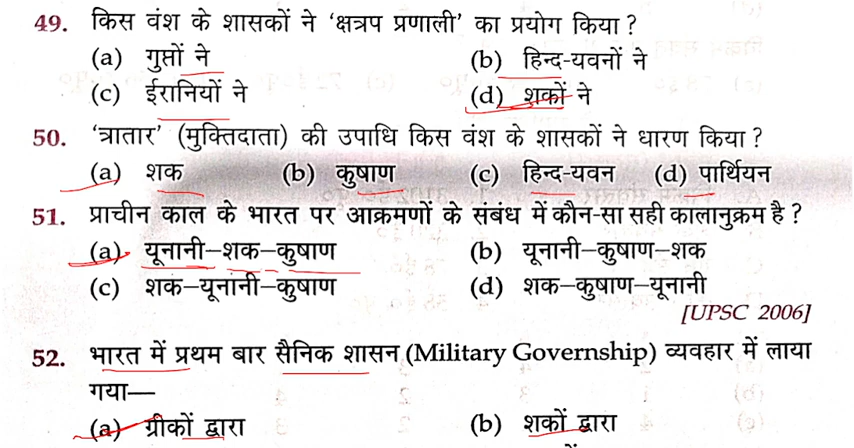 49. किस वंश के शासकों ने ‘क्षत्रप प्रणाली’ का प्रयोग किया ?
(a) गुप्तों ने (b) हिन्द-यवनों ने
(c) ईरानियों ने (d) शकों ने
50. ‘त्रातार’ (मुक्तिदाता) की उपाधि किस वंश के शासकों ने धारण किया ?
(a) शक (b) कुषाण (c) हिन्द-यवन (d) पार्थियन
51. प्राचीन काल के भारत पर आक्रमणों के संबंध में कौन-सा सही कालानुक्रम है ?
(a) यूनानी–शक–कुषाण (b) यूनानी–कुषाण–शक
(c) शक–यूनानी–कुषाण (d) शक–कुषाण–यूनानी
[UPSC 2006]
52. भारत में प्रथम बार सैनिक शासन (Military Governship) व्यवहार में लाया
गया—
(a) ग्रीकों द्वारा (b) शकों द्वारा